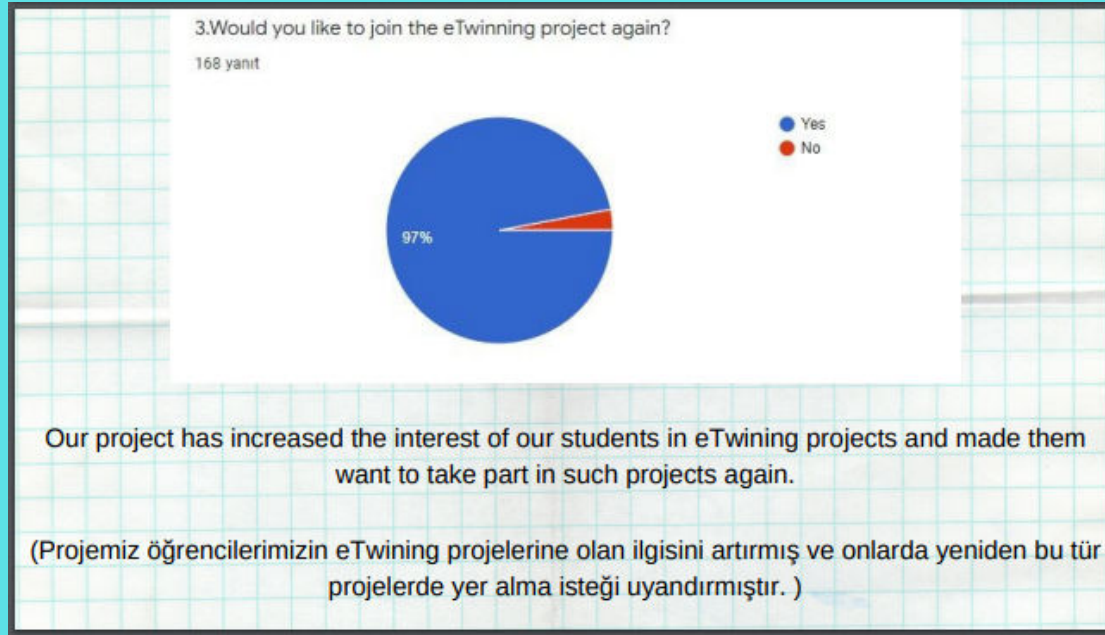 3.Would you like to join the eTwinning project again?
168 yanıt
Yes
No
97%
Our project has increased the interest of our students in eTwining projects and made them
want to take part in such projects again.
(Projemiz öğrencilerimizin eTwining projelerine olan ilgisini artırmış ve onlarda yeniden bu tür
projelerde yer alma isteği uyandırmıştır. )